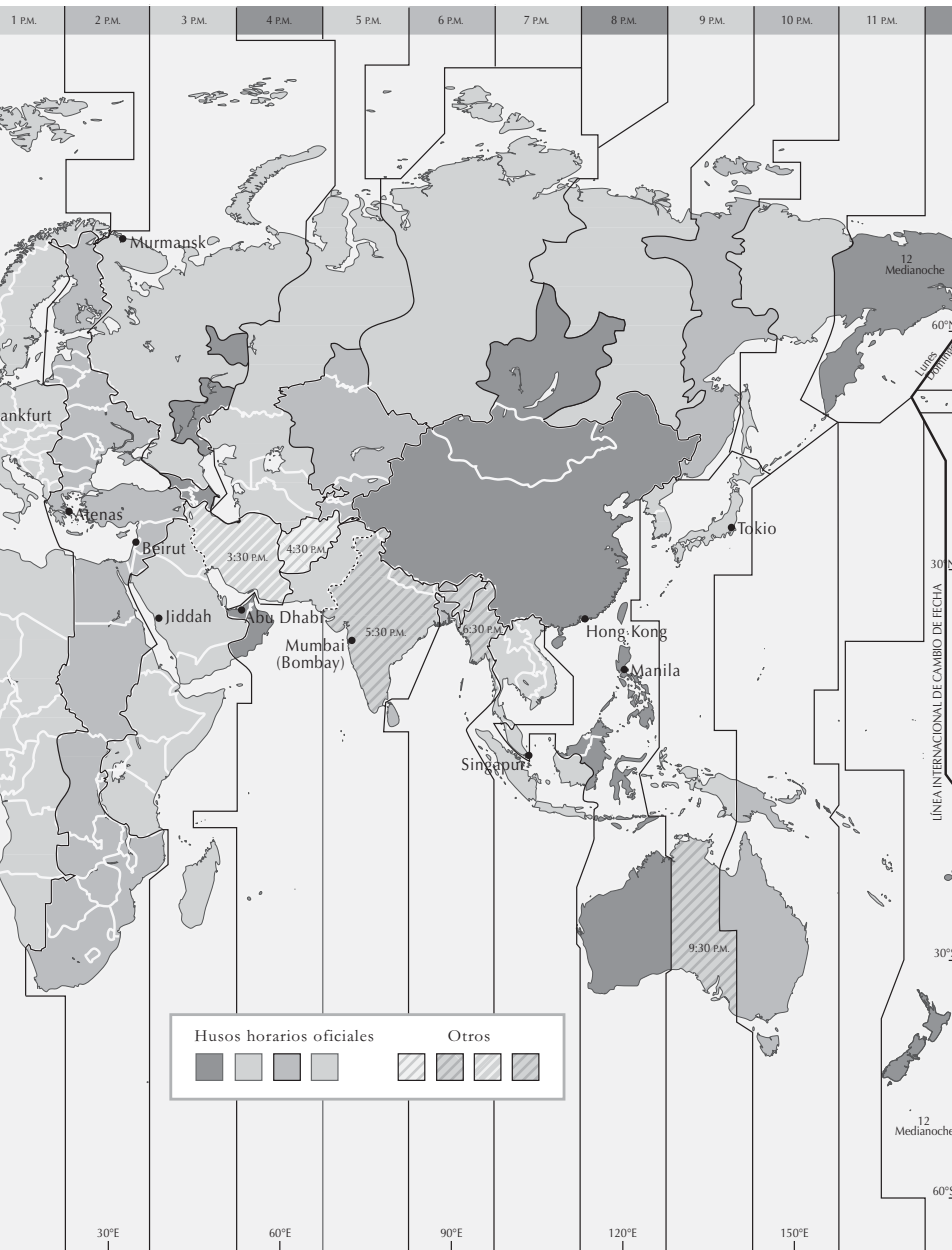 1 P.M. 2 P.M. 3 P.M. 4 P.M. 5 P.M. 6 P.M. 7 P.M. 8 P.M. 9 P.M. 10 P.M. 11 P.M.
Murmansk
12
Medianoche
60°N
Lunes
Domin
ankfurt
Atenas
Tokio
Beirut
3:30 P.M.
4:30 P.M.
30°N
Jiddah
Abu Dhabi
Hong Kong
Mumbai
(Bombay)
5:30 P.M.
6:30 P.M.
Manila
Singapur
LÍNEA INTERNACIONAL DE CAMBIO DE FECHA
9:30 P.M.
30°S
Husos horarios oficiales
Otros
12
Medianoche
60°S
30°E 60°E 90°E 120°E 150°E